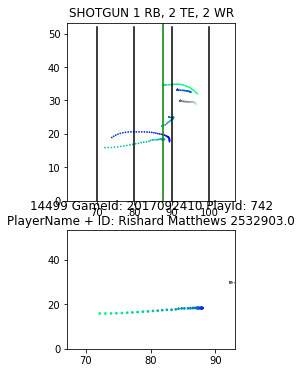 SHOTGUN 1 RB, 2 TE, 2 WR
50
40
30
20
10
0
70 80 90 100
14499 GameId: 2017092410 PlayId: 742
PlayerName + ID: Rishard Matthews 2532903.0
40
20
0
70 80 90